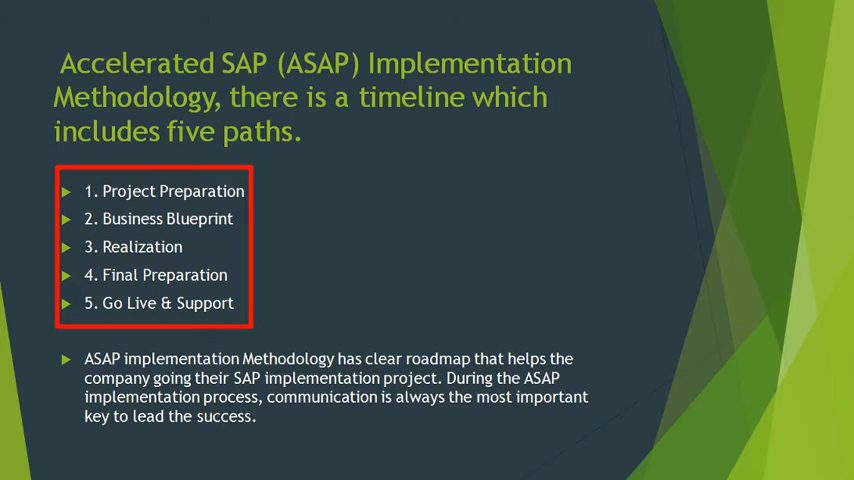 Accelerated SAP (ASAP) Implementation
Methodology, there is a timeline which
includes five paths.
1. Project Preparation
2. Business Blueprint
3. Realization
4. Final Preparation
5. Go Live & Support
ASAP implementation Methodology has clear roadmap that helps the
company going their SAP implementation project. During the ASAP
implementation process, communication is always the most important
key to lead the success.